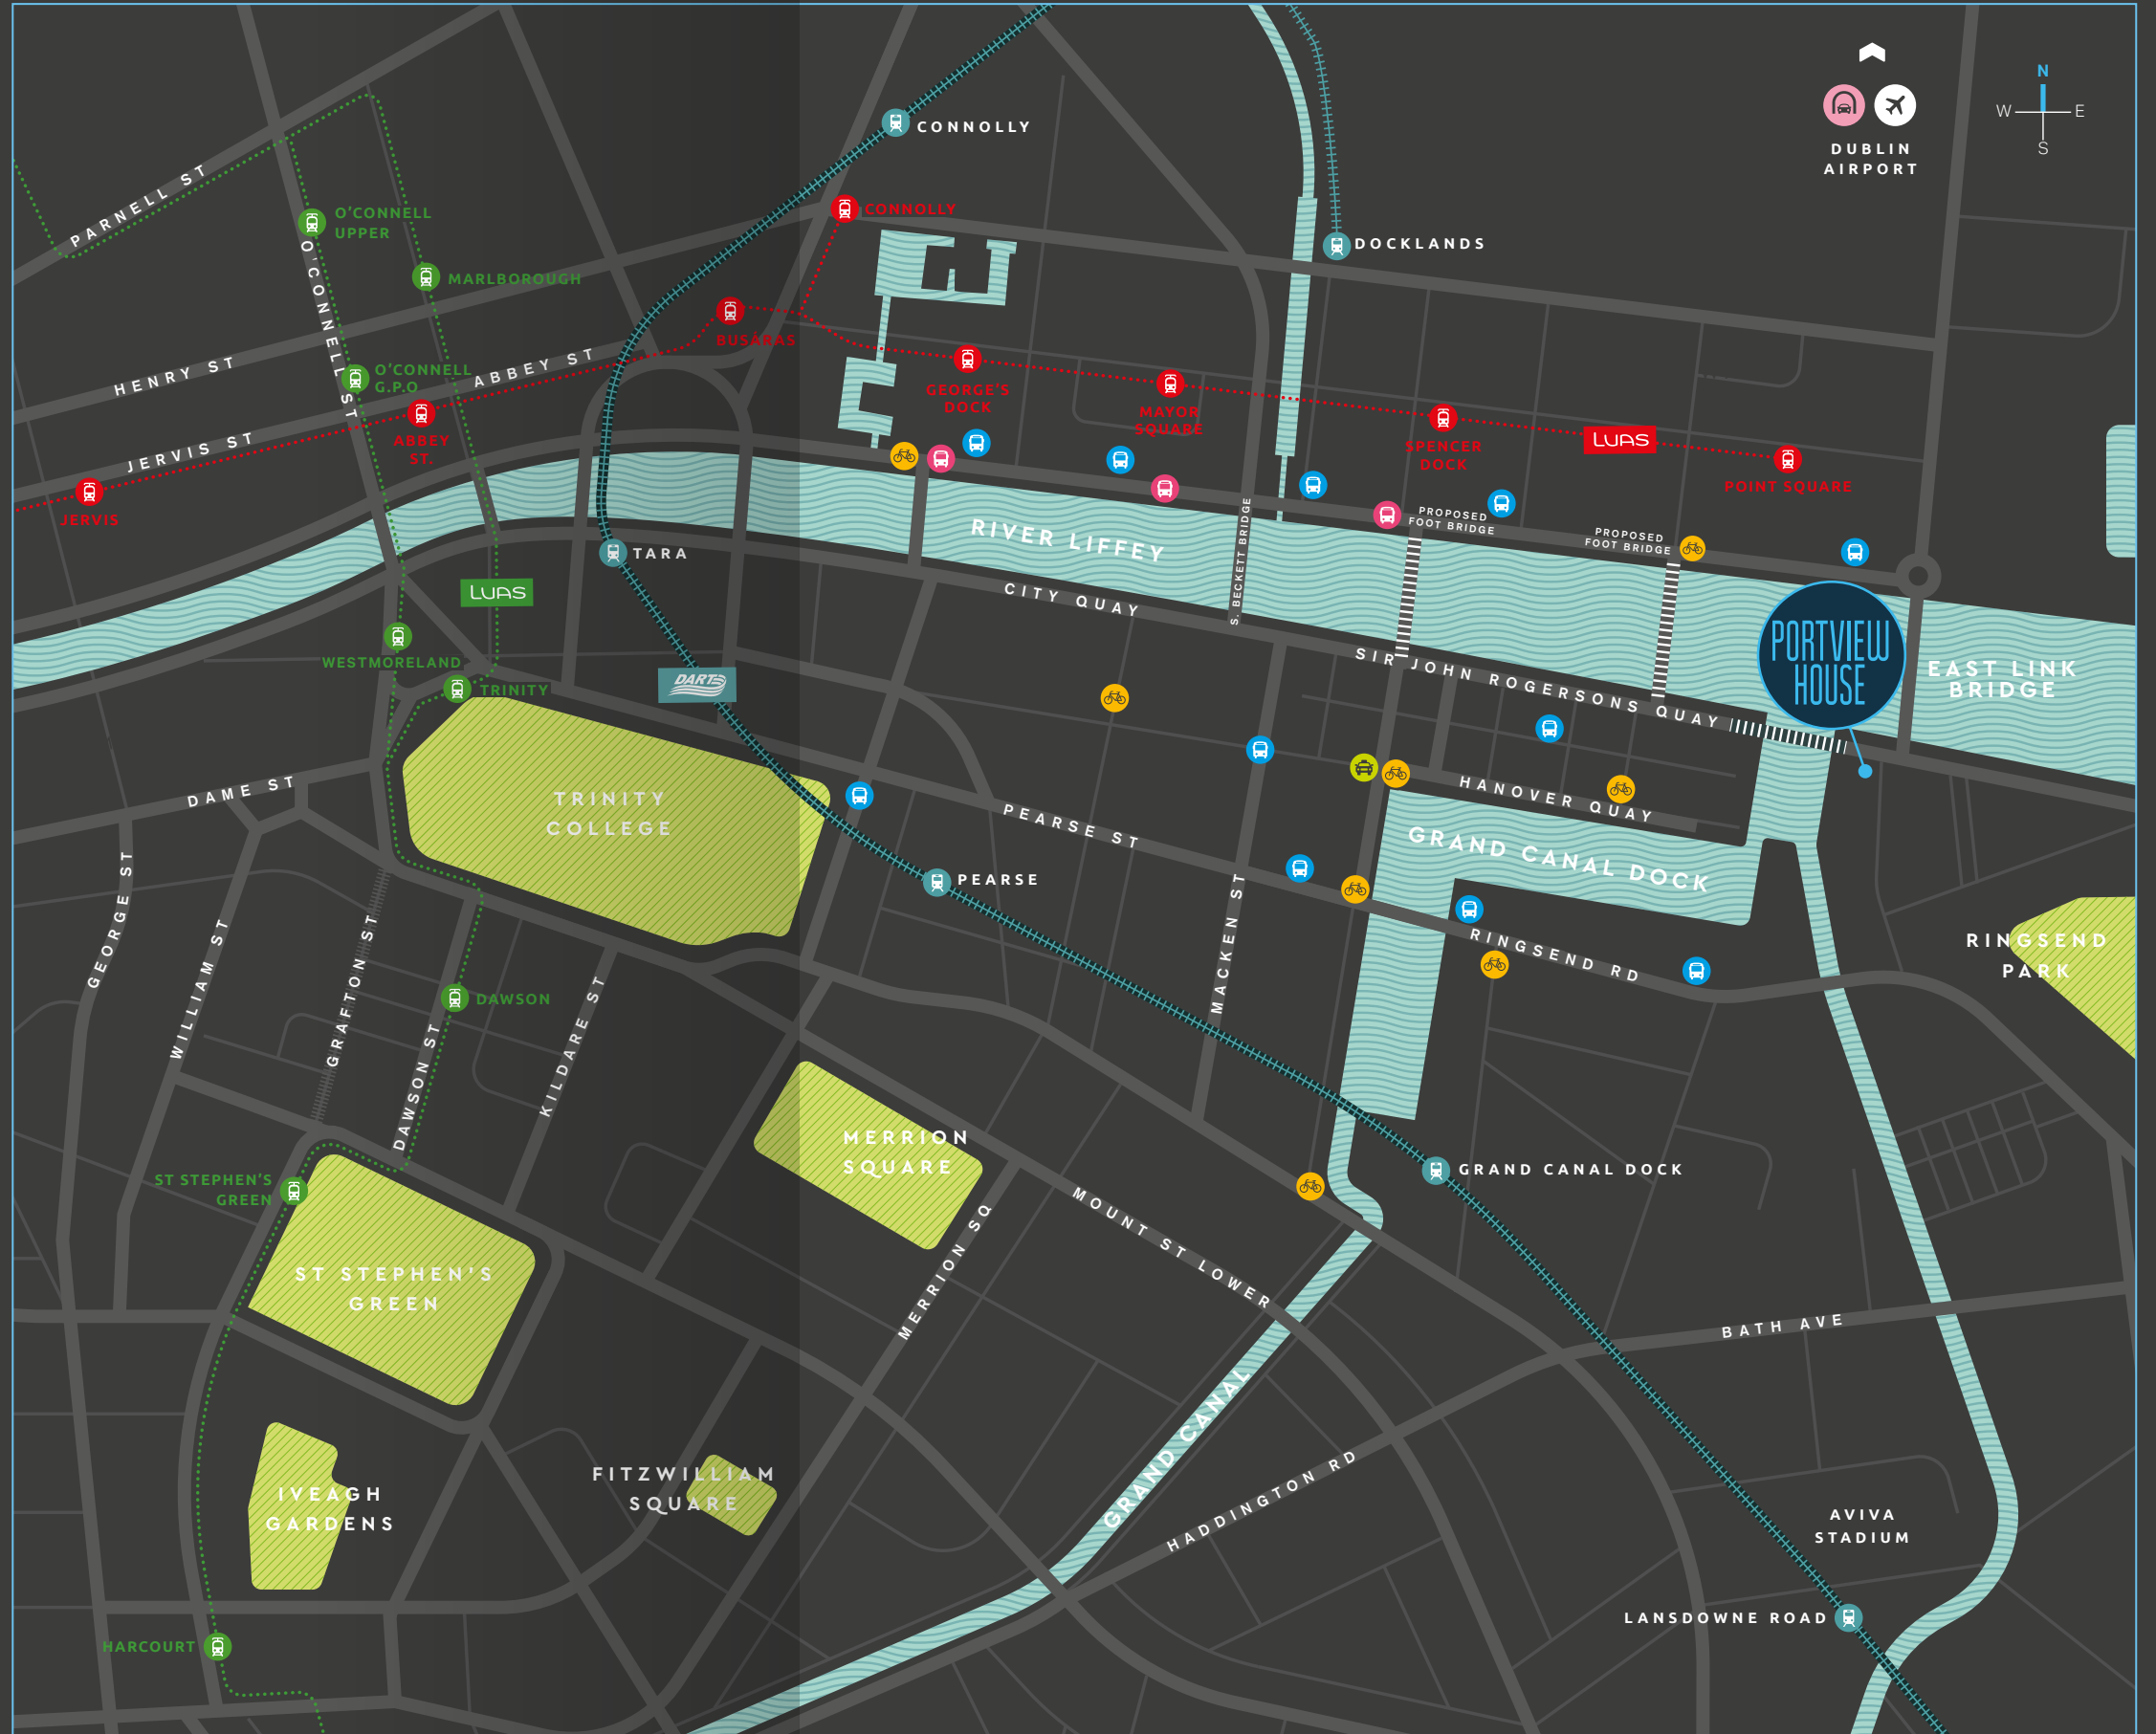 N
W
E
S
DUBLIN
AIRPORT
CONNOLLY
PARNELL ST
O'CONNELL
UPPER
CONNOLLY
DOCKLANDS
O'CONNELL ST
MARLBOROUGH
BUSÁRAS
HENRY ST
ABBEY ST
O'CONNELL
G.P.O
GEORGE'S
DOCK
MAYOR
SQUARE
JERVIS ST
ABBEY
ST.
SPENCER
DOCK
LUAS
POINT SQUARE
JERVIS
PROPOSED
FOOT BRIDGE
PROPOSED
FOOT BRIDGE
RIVER LIFFEY
S. BECKETT BRIDGE
TARA
LUAS
CITY QUAY
PORTVIEW
HOUSE
EAST LINK
BRIDGE
WESTMORELAND
TRINITY
DART
SIR JOHN ROGERSONS QUAY
DAME ST
TRINITY
COLLEGE
PEARSE ST
HANOVER QUAY
GRAND CANAL DOCK
PEARSE
GEORGE ST
WILLIAM ST
GRAFTON ST
MACKEN ST
RINGSEND RD
RINGSEND
PARK
DAWSON
DAWSON ST
KILDARE ST
MERRION
SQUARE
GRAND CANAL DOCK
ST STEPHEN'S
GREEN
MOUNT ST LOWER
MERRION SQ
ST STEPHEN'S
GREEN
BATH AVE
GRAND CANAL
FITZWILLIAM
SQUARE
IVEAGH
GARDENS
HADDINGTON RD
AVIVA
STADIUM
LANSDOWNE ROAD
HARCOURT